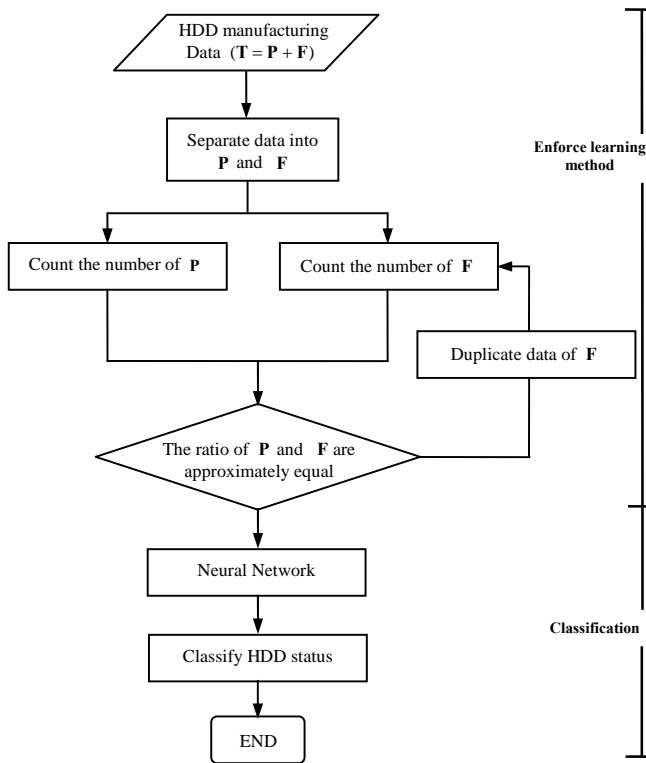 HDD manufacturing
Data (T = P + F)
Separate data into
P and F
Enforce learning
method
Count the number of P
Count the number of F
Duplicate data of F
The ratio of P and F are
approximately equal
Neural Network
Classification
Classify HDD status
END